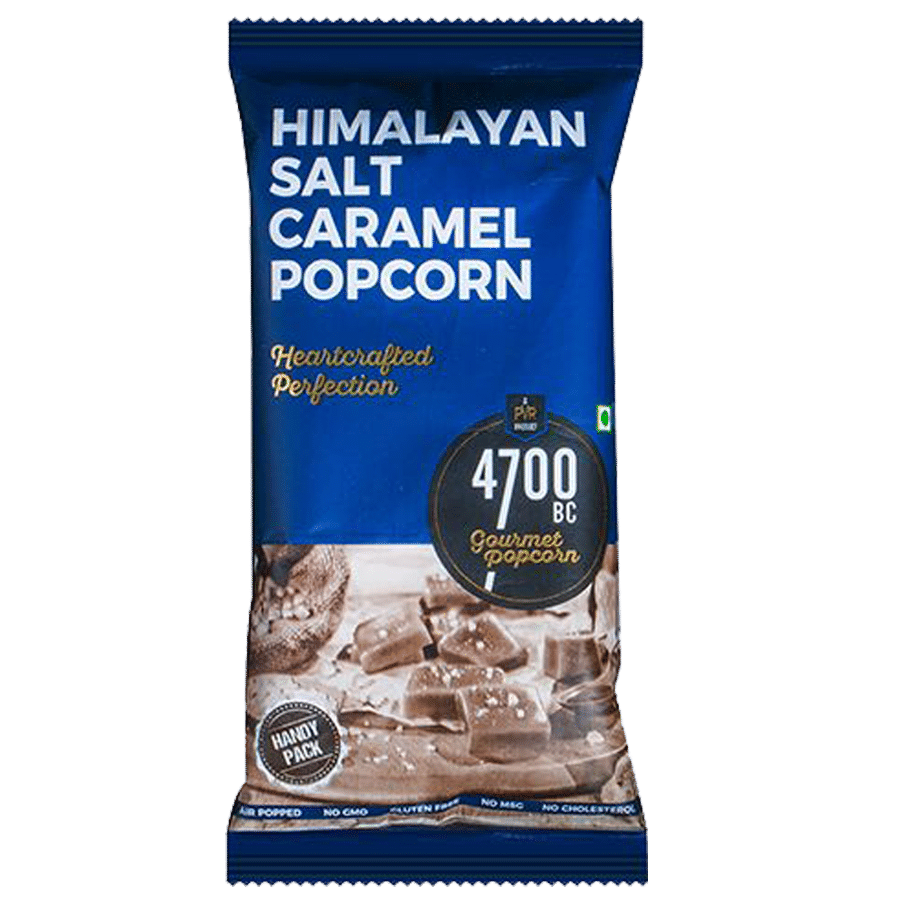 HIMALAYAN
SALT
CARAMEL
POPCORN
Heartcrafted
Perfection
A
PVR
PRODUCT
4700
BC
Gourmet
Popcorn
HANDY
PACK
AIR POPPED NO GMO GLUTEN FREE NO MSG NO CHOLESTEROL